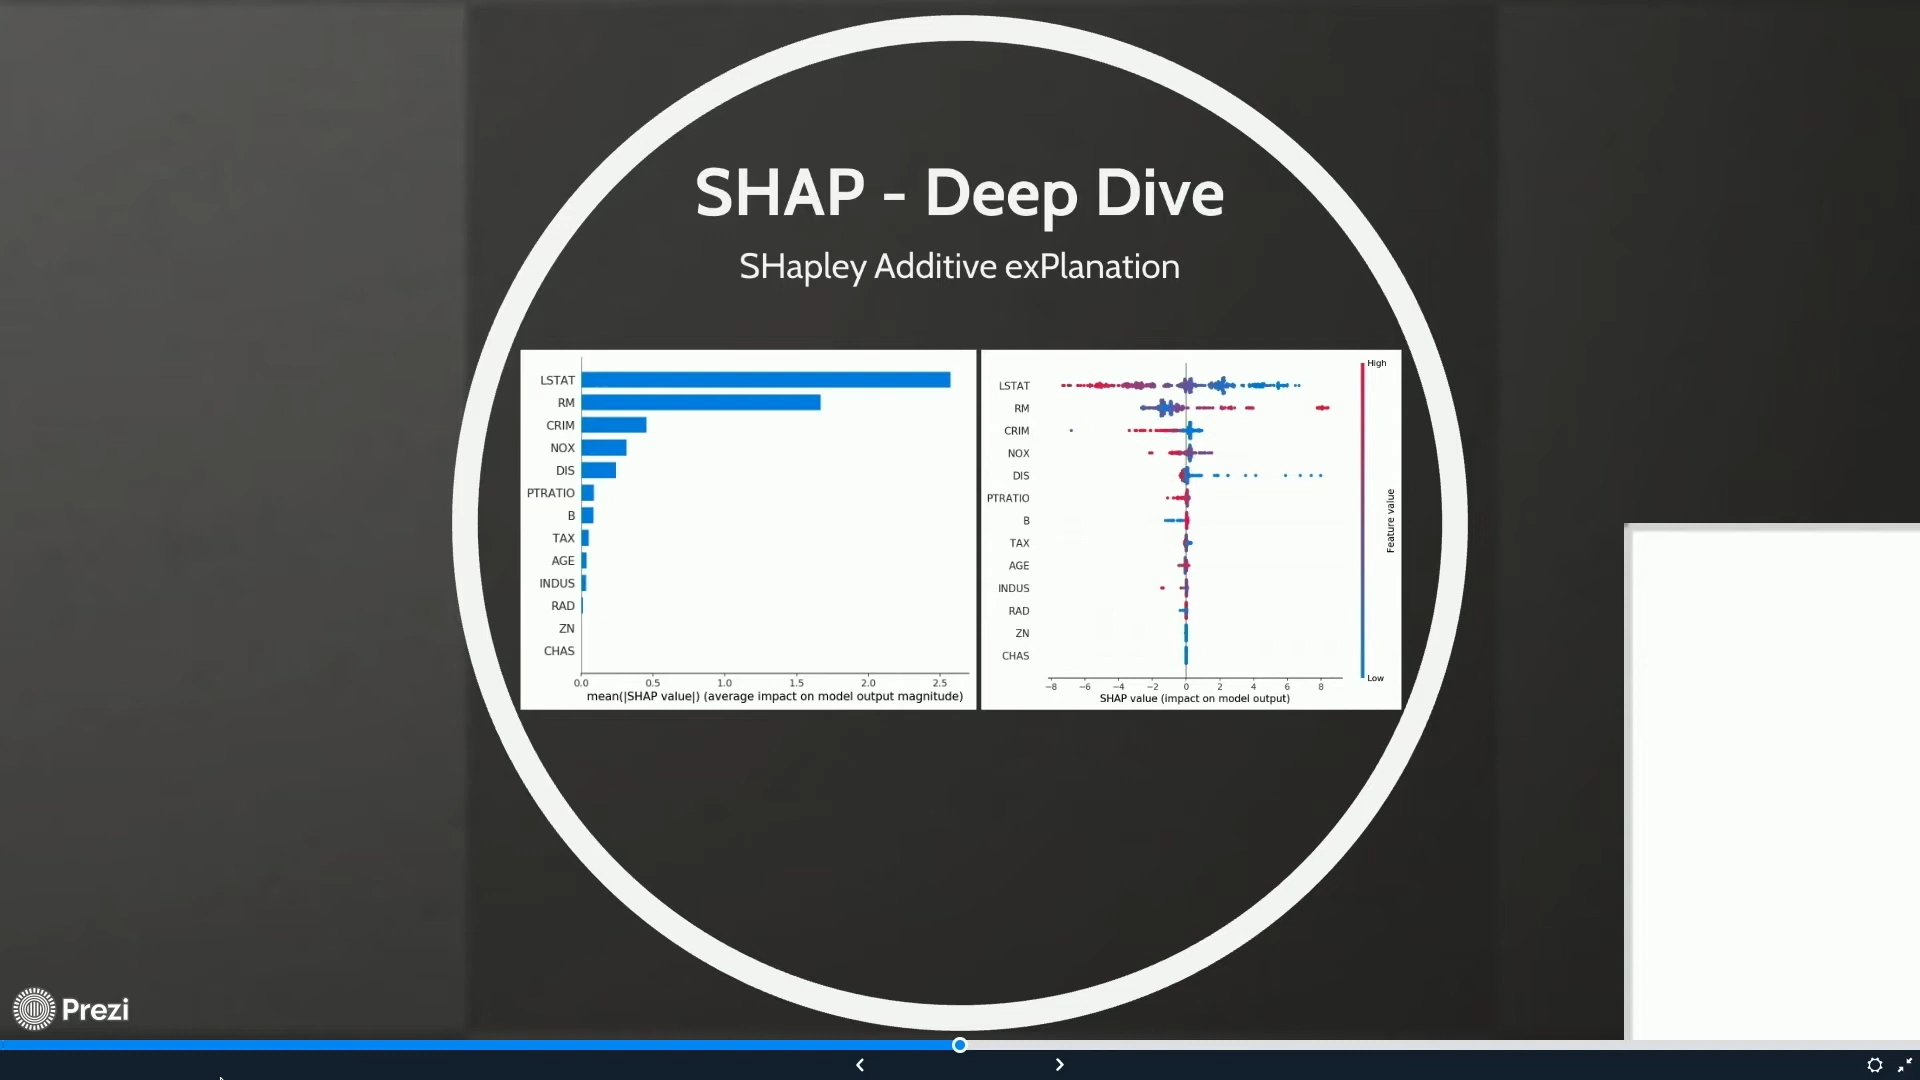 SHAP - Deep Dive
SHapley Additive exPlanation
LSTAT
RM
CRIM
NOX
DIS
PTRATIO
B
TAX
AGE
INDUS
RAD
ZN
CHAS
0.0 0.5 1.0 1.5 2.0 2.5
mean(|SHAP value|) (average impact on model output magnitude)
High
LSTAT
RM
CRIM
NOX
DIS
PTRATIO
B
TAX
AGE
INDUS
RAD
ZN
CHAS
Low
Feature value
−8 −6 −4 −2 0 2 4 6 8
SHAP value (impact on model output)
Prezi